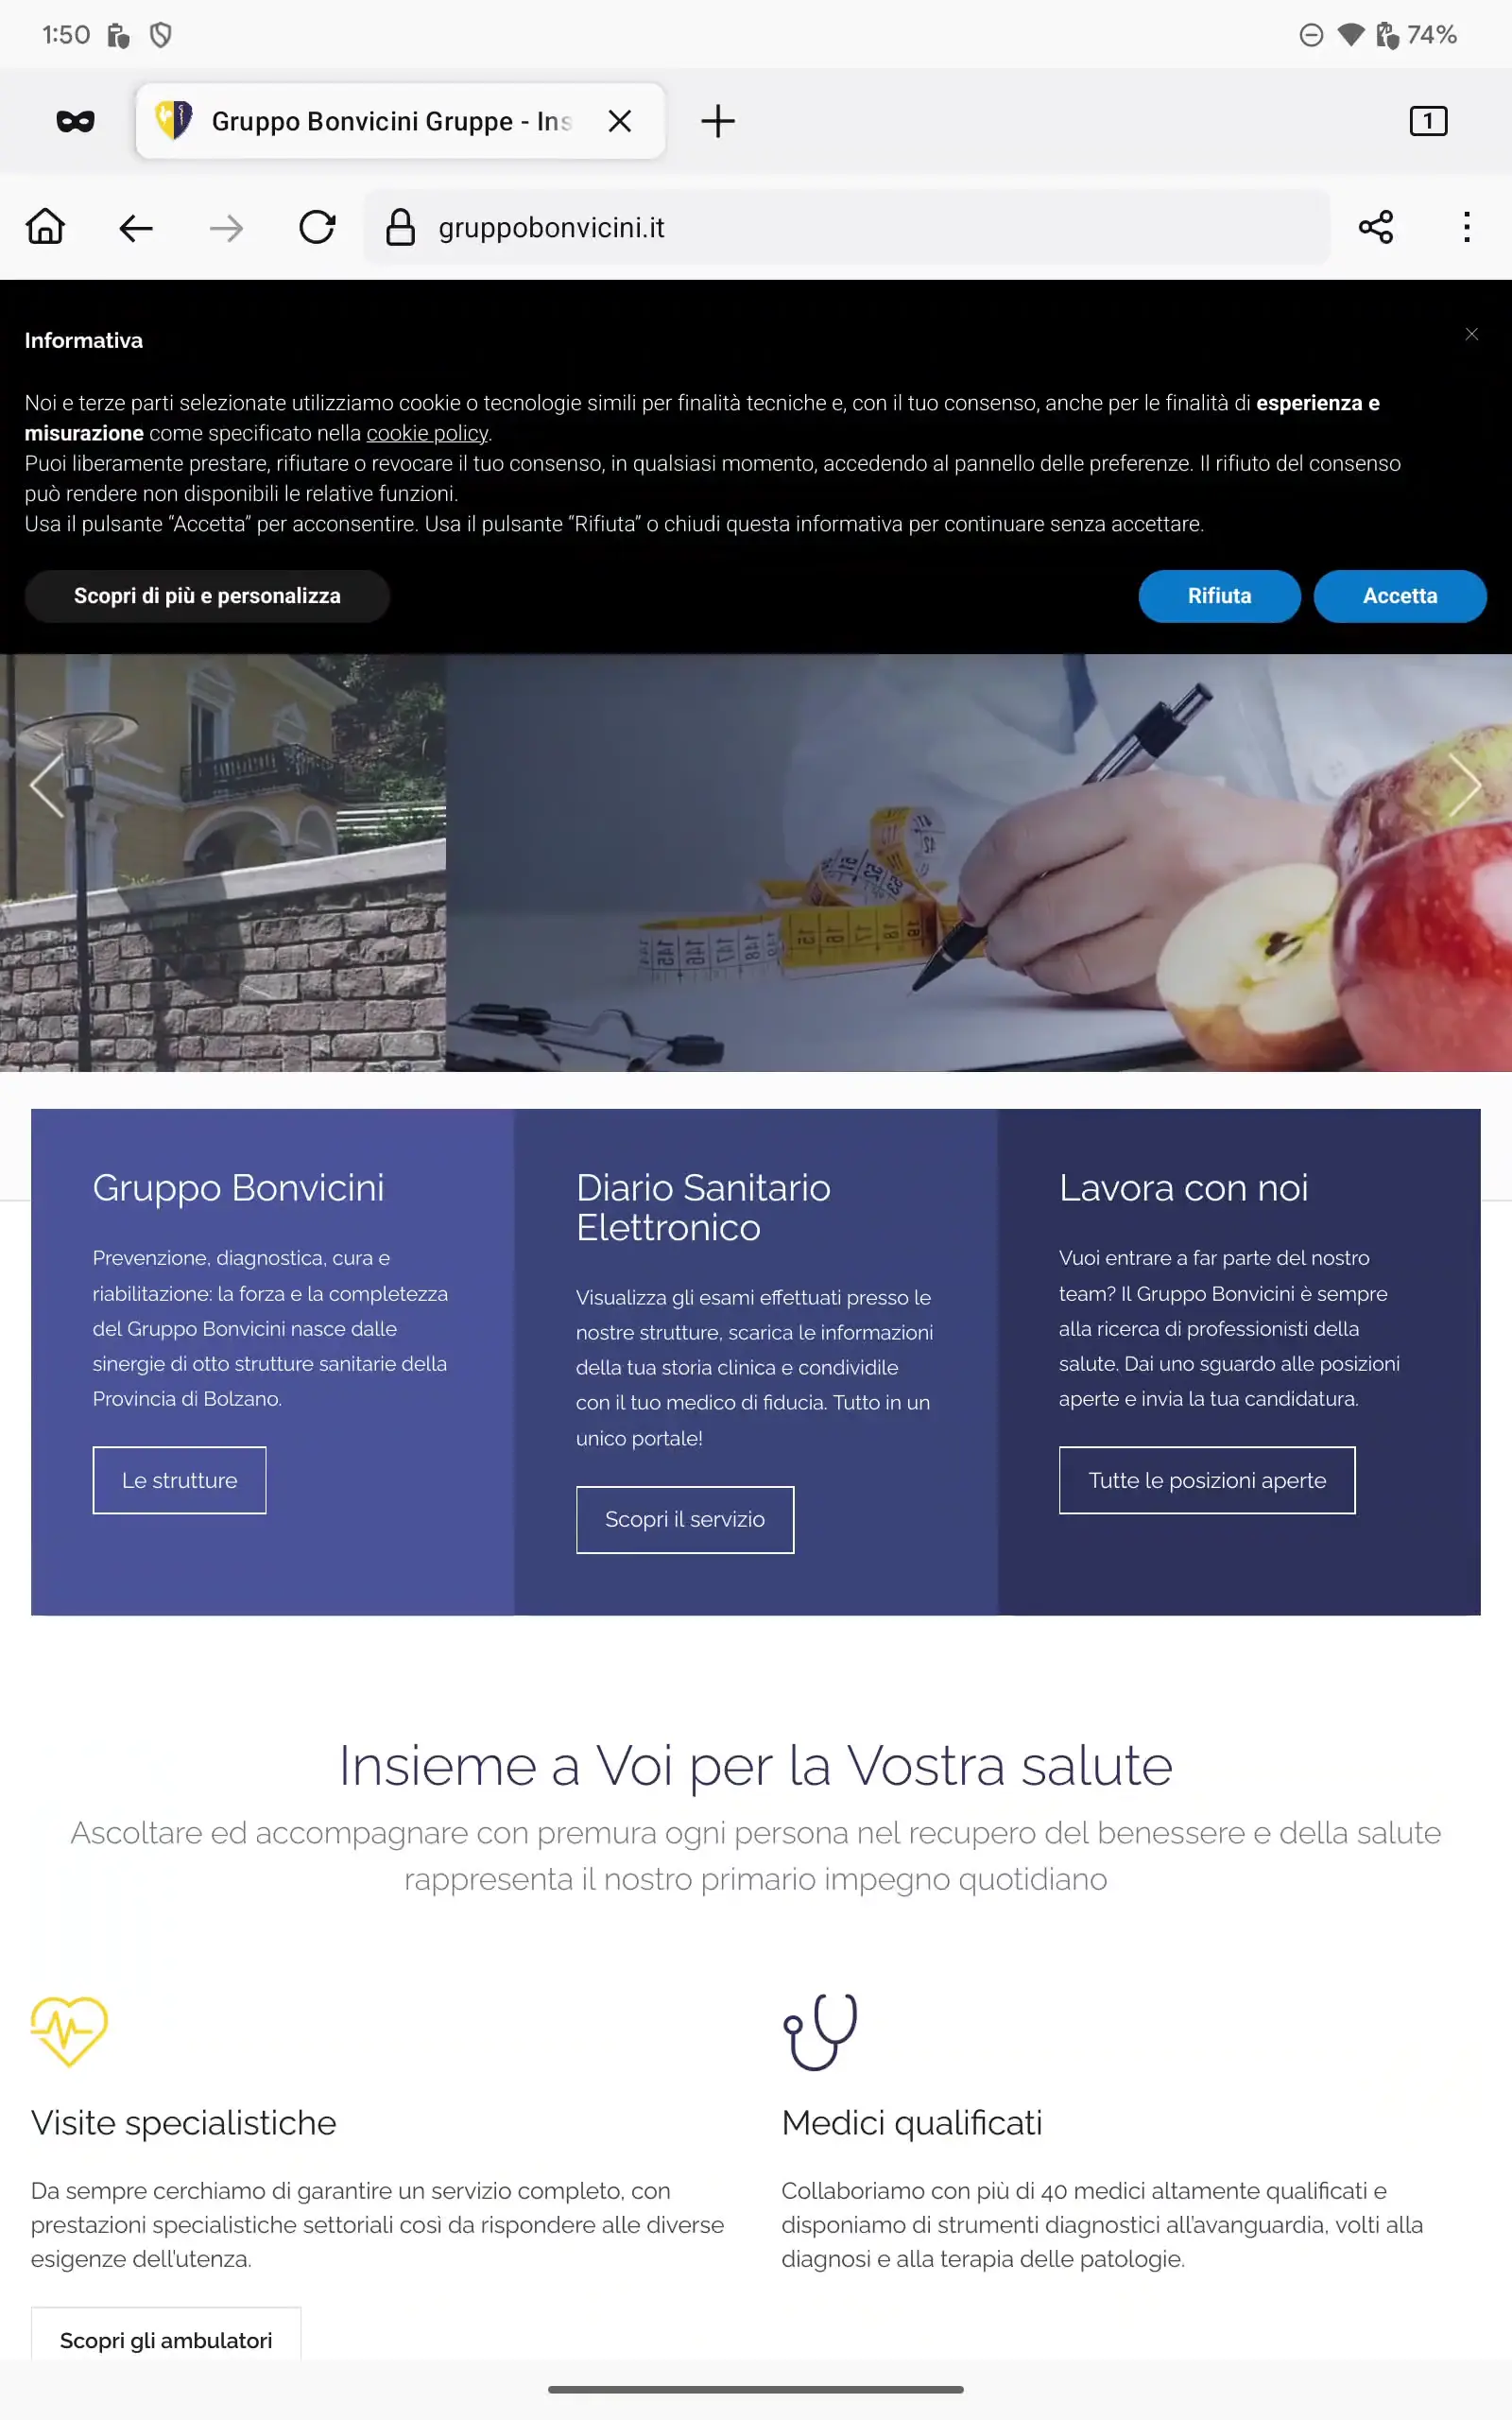 1:50
74%
Gruppo Bonvicini Gruppe - Ins
1
gruppobonvicini.it
Informativa
Noi e terze parti selezionate utilizziamo cookie o tecnologie simili per finalità tecniche e, con il tuo consenso, anche per le finalità di esperienza e
misurazione come specificato nella cookie policy.
Puoi liberamente prestare, rifiutare o revocare il tuo consenso, in qualsiasi momento, accedendo al pannello delle preferenze. Il rifiuto del consenso
può rendere non disponibili le relative funzioni.
Usa il pulsante “Accetta” per acconsentire. Usa il pulsante “Rifiuta” o chiudi questa informativa per continuare senza accettare.
Scopri di più e personalizza
Rifiuta
Accetta
Gruppo Bonvicini
Prevenzione, diagnostica, cura e
riabilitazione: la forza e la completezza
del Gruppo Bonvicini nasce dalle
sinergie di otto strutture sanitarie della
Provincia di Bolzano.
Le strutture
Diario Sanitario
Elettronico
Visualizza gli esami effettuati presso le
nostre strutture, scarica le informazioni
della tua storia clinica e condividile
con il tuo medico di fiducia. Tutto in un
unico portale!
Scopri il servizio
Lavora con noi
Vuoi entrare a far parte del nostro
team? Il Gruppo Bonvicini è sempre
alla ricerca di professionisti della
salute. Dai uno sguardo alle posizioni
aperte e invia la tua candidatura.
Tutte le posizioni aperte
Insieme a Voi per la Vostra salute
Ascoltare ed accompagnare con premura ogni persona nel recupero del benessere e della salute
rappresenta il nostro primario impegno quotidiano
Visite specialistiche
Da sempre cerchiamo di garantire un servizio completo, con
prestazioni specialistiche settoriali così da rispondere alle diverse
esigenze dell'utenza.
Scopri gli ambulatori
Medici qualificati
Collaboriamo con più di 40 medici altamente qualificati e
disponiamo di strumenti diagnostici all'avanguardia, volti alla
diagnosi e alla terapia delle patologie.